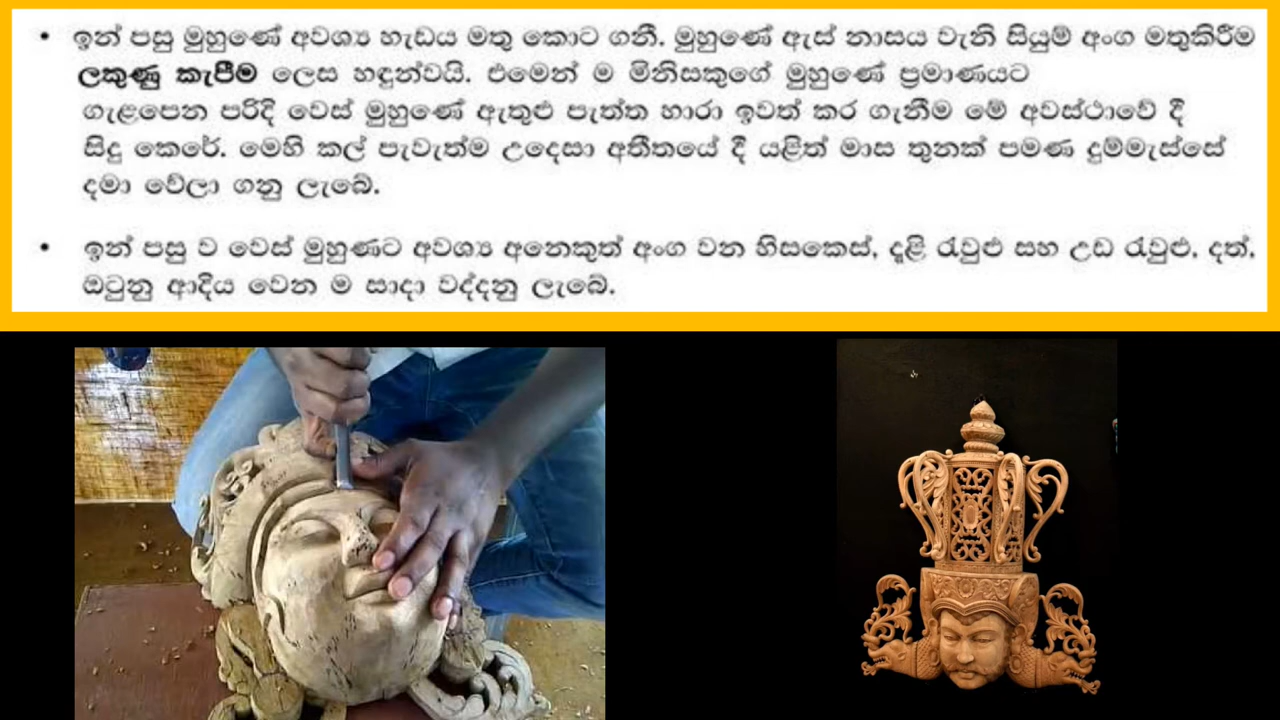 • ඉන් පසු මුහුණේ අවශ්‍ය හැඩය මතු කොට ගනී. මුහුණේ ඇස් නාසය වැනි සියුම් අංග මතුකිරීම
ලකුණු කැපීම ලෙස හඳුන්වයි. එමෙන් ම මිනිසකුගේ මුහුණේ ප්‍රමාණයට
ගැළපෙන පරිදි වෙස් මුහුණේ ඇතුළු පැත්ත හාරා ඉවත් කර ගැනීම මේ අවස්ථාවේ දී
සිදු කෙරේ. මෙහි කල් පැවැත්ම උදෙසා අතීතයේ දී යළිත් මාස තුනක් පමණ දුම්මැස්සේ
දමා වේලා ගනු ලැබේ.
• ඉන් පසු ව වෙස් මුහුණට අවශ්‍ය අනෙකුත් අංග වන හිසකෙස්, දූළි රැවුළු සහ උඩ රැවුළු, දත්,
ඔටුනු ආදිය වෙන ම සාදා වද්දනු ලැබේ.